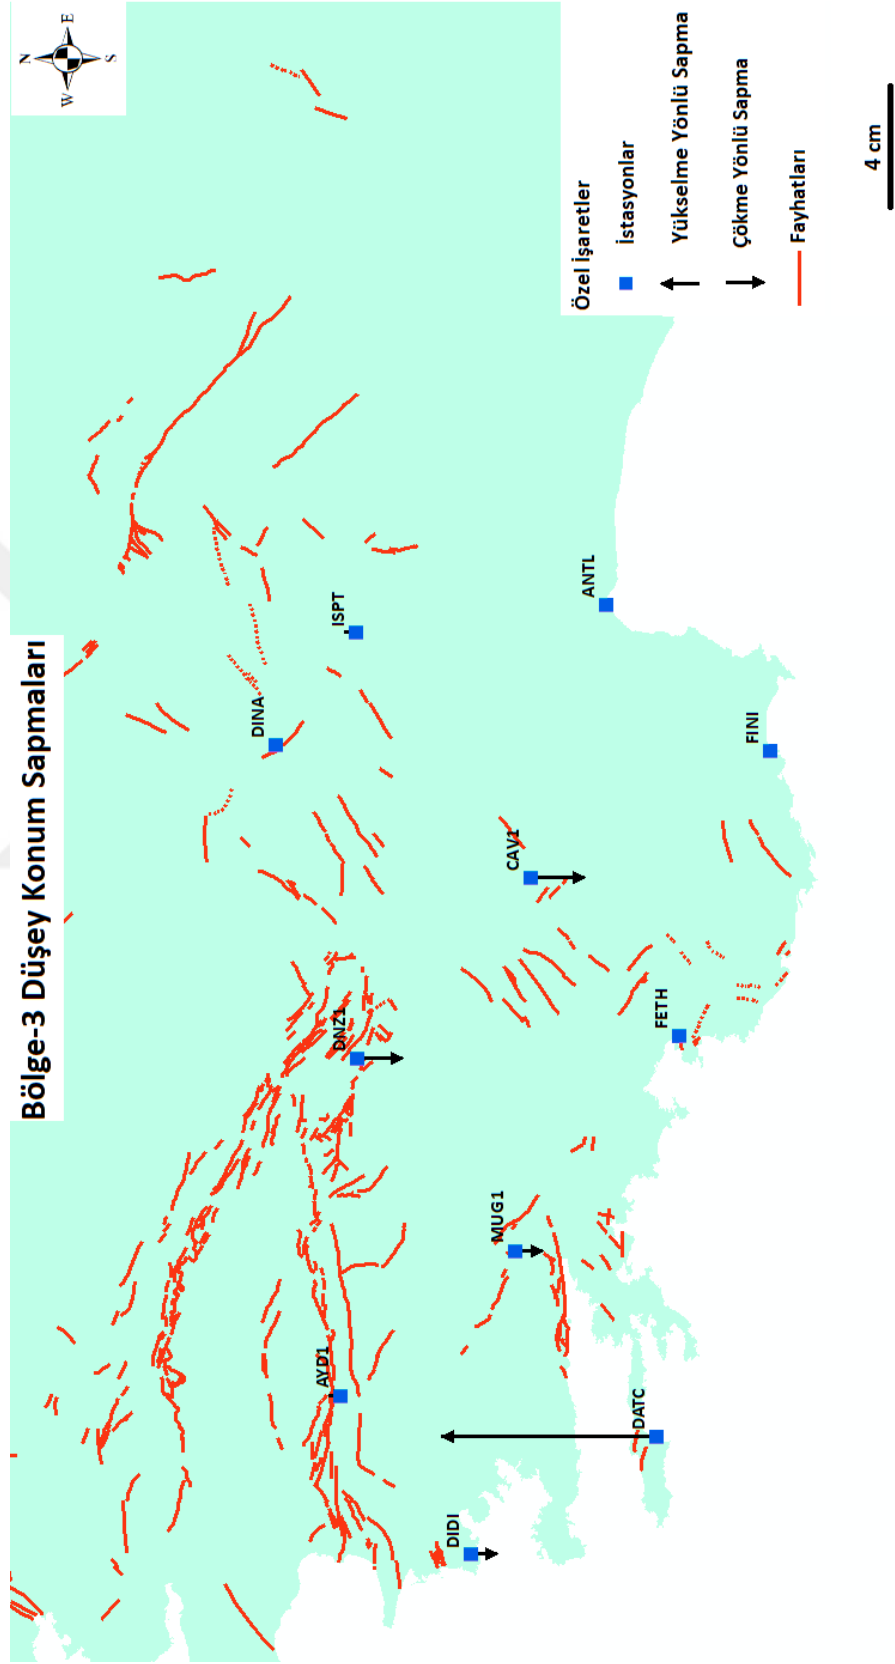 Bölge-3 Düşey Konum Sapmaları
N
W
E
S
DINA
ISPT
ANTL
FINI
CAV1
DNZ1
FETH
MUG1
AYD1
DATC
DIDI
Özel İşaretler
İstasyonlar
Yükselme Yönlü Sapma
Çökme Yönlü Sapma
Fayhatları
4 cm